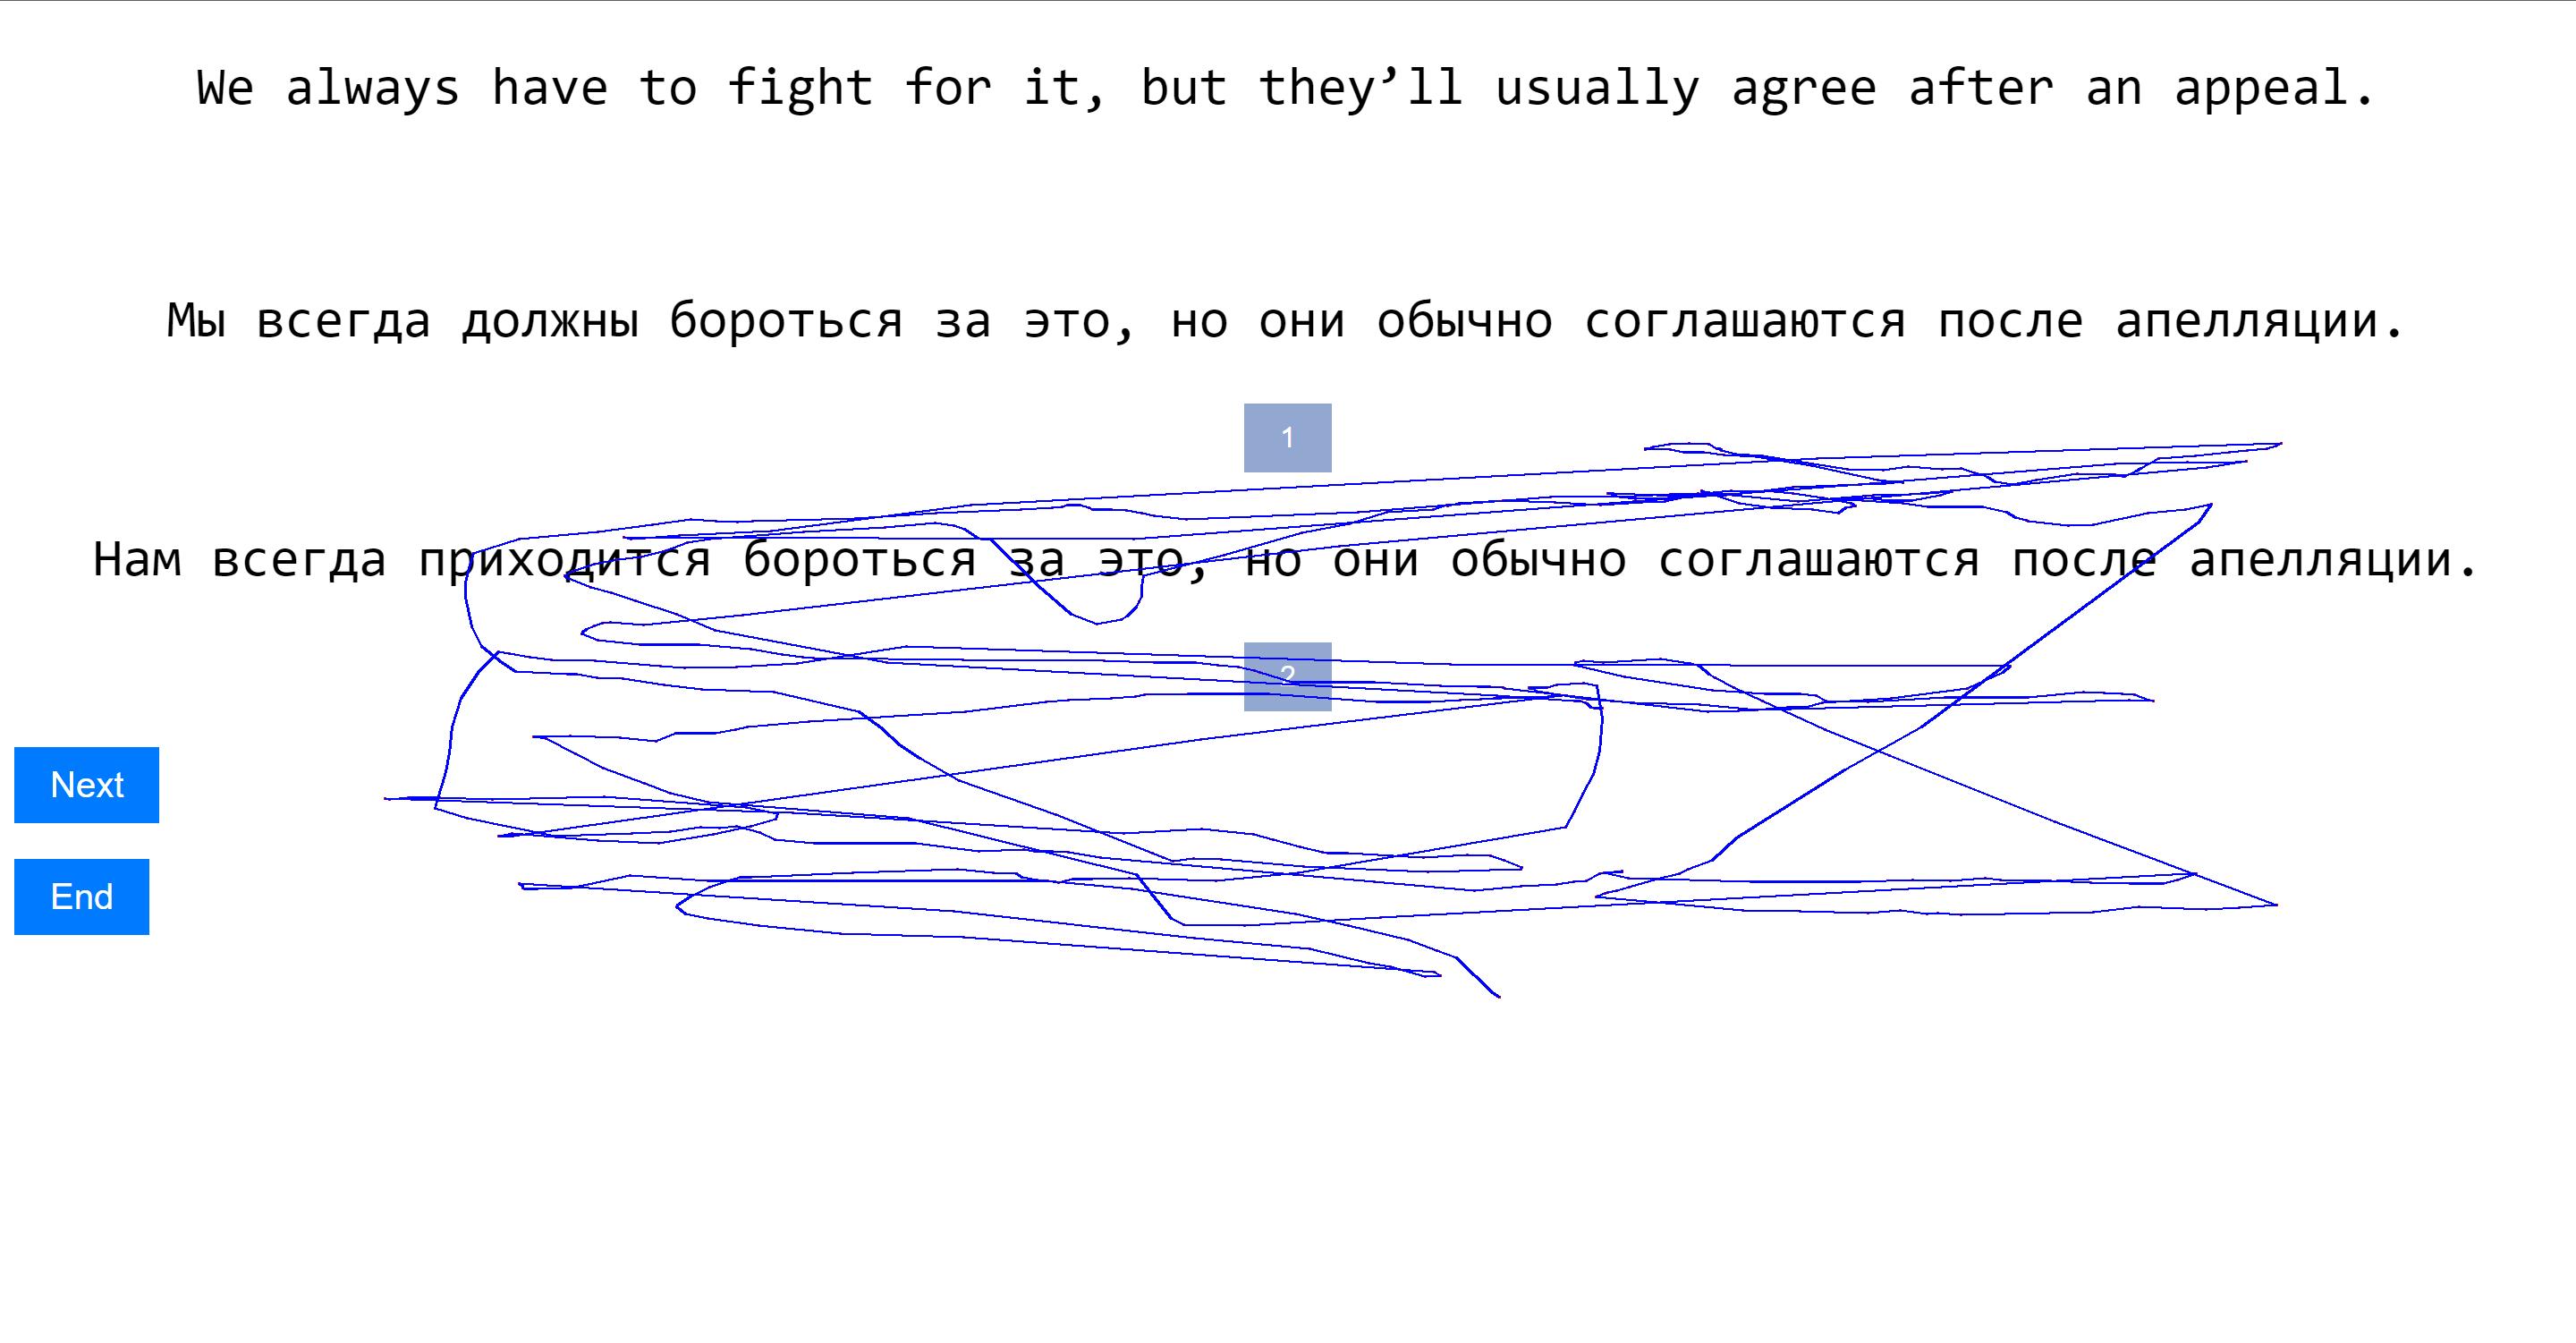 We always have to fight for it, but they’ll usually agree after an appeal.
Мы всегда должны бороться за это, но они обычно соглашаются после апелляции.
1
Нам всегда приходится бороться за это, но они обычно соглашаются после апелляции.
2
Next
End